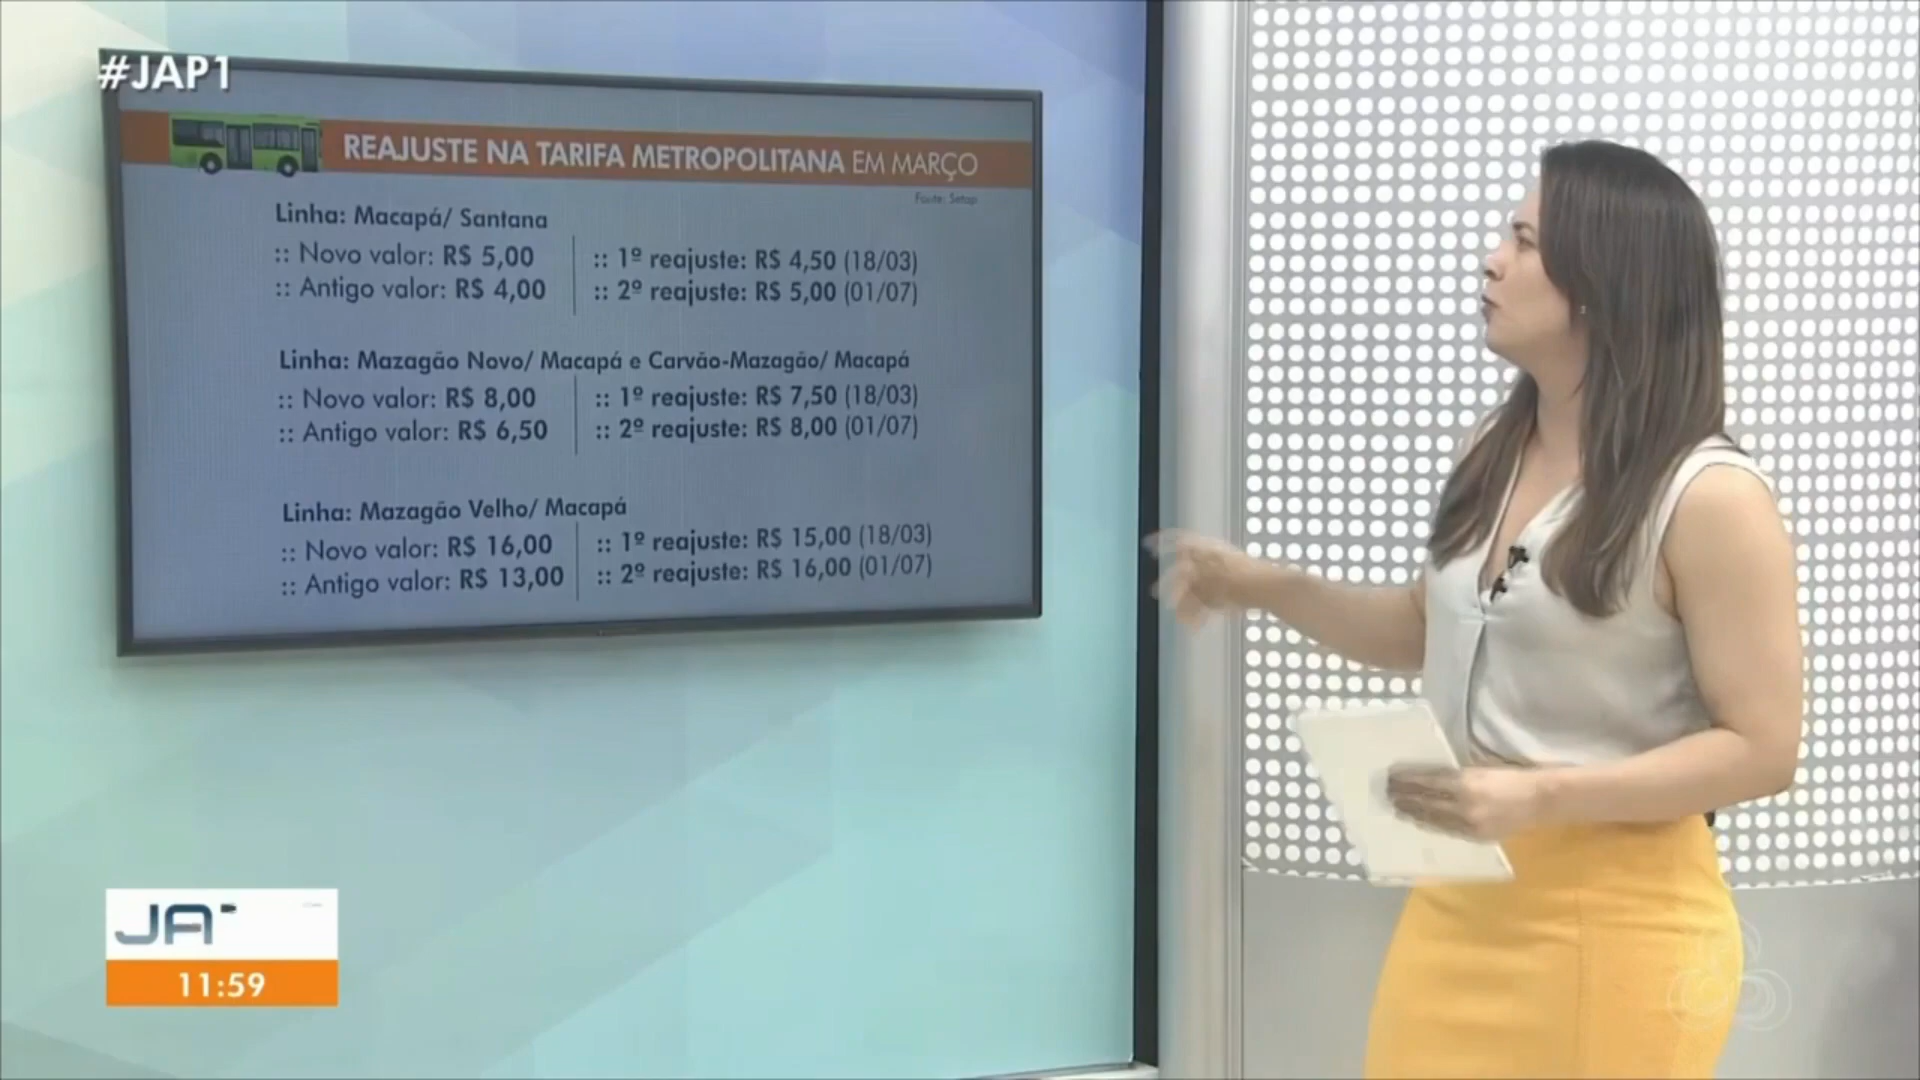 #JAP1
REAJUSTE NA TARIFA METROPOLITANA EM MARÇO
Fonte: Setap
Linha: Macapá/ Santana
:: Novo valor: R$ 5,00
:: Antigo valor: R$ 4,00
:: 1º reajuste: R$ 4,50 (18/03)
:: 2º reajuste: R$ 5,00 (01/07)
Linha: Mazagão Novo/ Macapá e Carvão-Mazagão/ Macapá
:: Novo valor: R$ 8,00
:: Antigo valor: R$ 6,50
:: 1º reajuste: R$ 7,50 (18/03)
:: 2º reajuste: R$ 8,00 (01/07)
Linha: Mazagão Velho/ Macapá
:: Novo valor: R$ 16,00
:: Antigo valor: R$ 13,00
:: 1º reajuste: R$ 15,00 (18/03)
:: 2º reajuste: R$ 16,00 (01/07)
JA
11:59